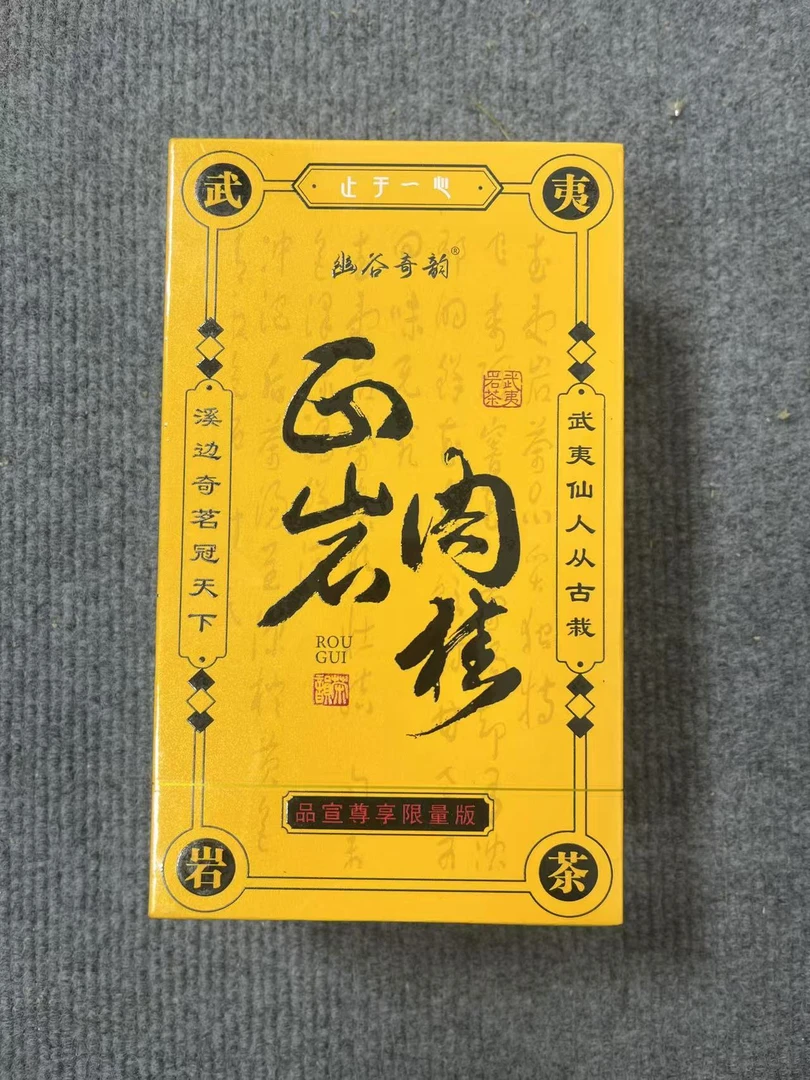 武
止于一心
夷
幽谷奇韵®
正岩
肉桂
ROU
GUI
武夷
岩茶
茶韻
武夷仙人从古栽
溪边奇茗冠天下
品宣尊享限量版
岩
茶